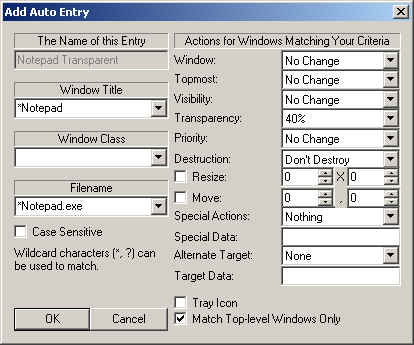 Add Auto Entry
The Name of this Entry
Notepad Transparent
Window Title
*Notepad
Window Class
Filename
*Notepad.exe
Case Sensitive
Wildcard characters (*, ?) can
be used to match.
OK Cancel
Actions for Windows Matching Your Criteria
Window: No Change
Topmost: No Change
Visibility: No Change
Transparency: 40%
Priority: No Change
Destruction: Don't Destroy
Resize: 0 X 0
Move: 0 , 0
Special Actions: Nothing
Special Data:
Alternate Target: None
Target Data:
Tray Icon
Match Top-level Windows Only